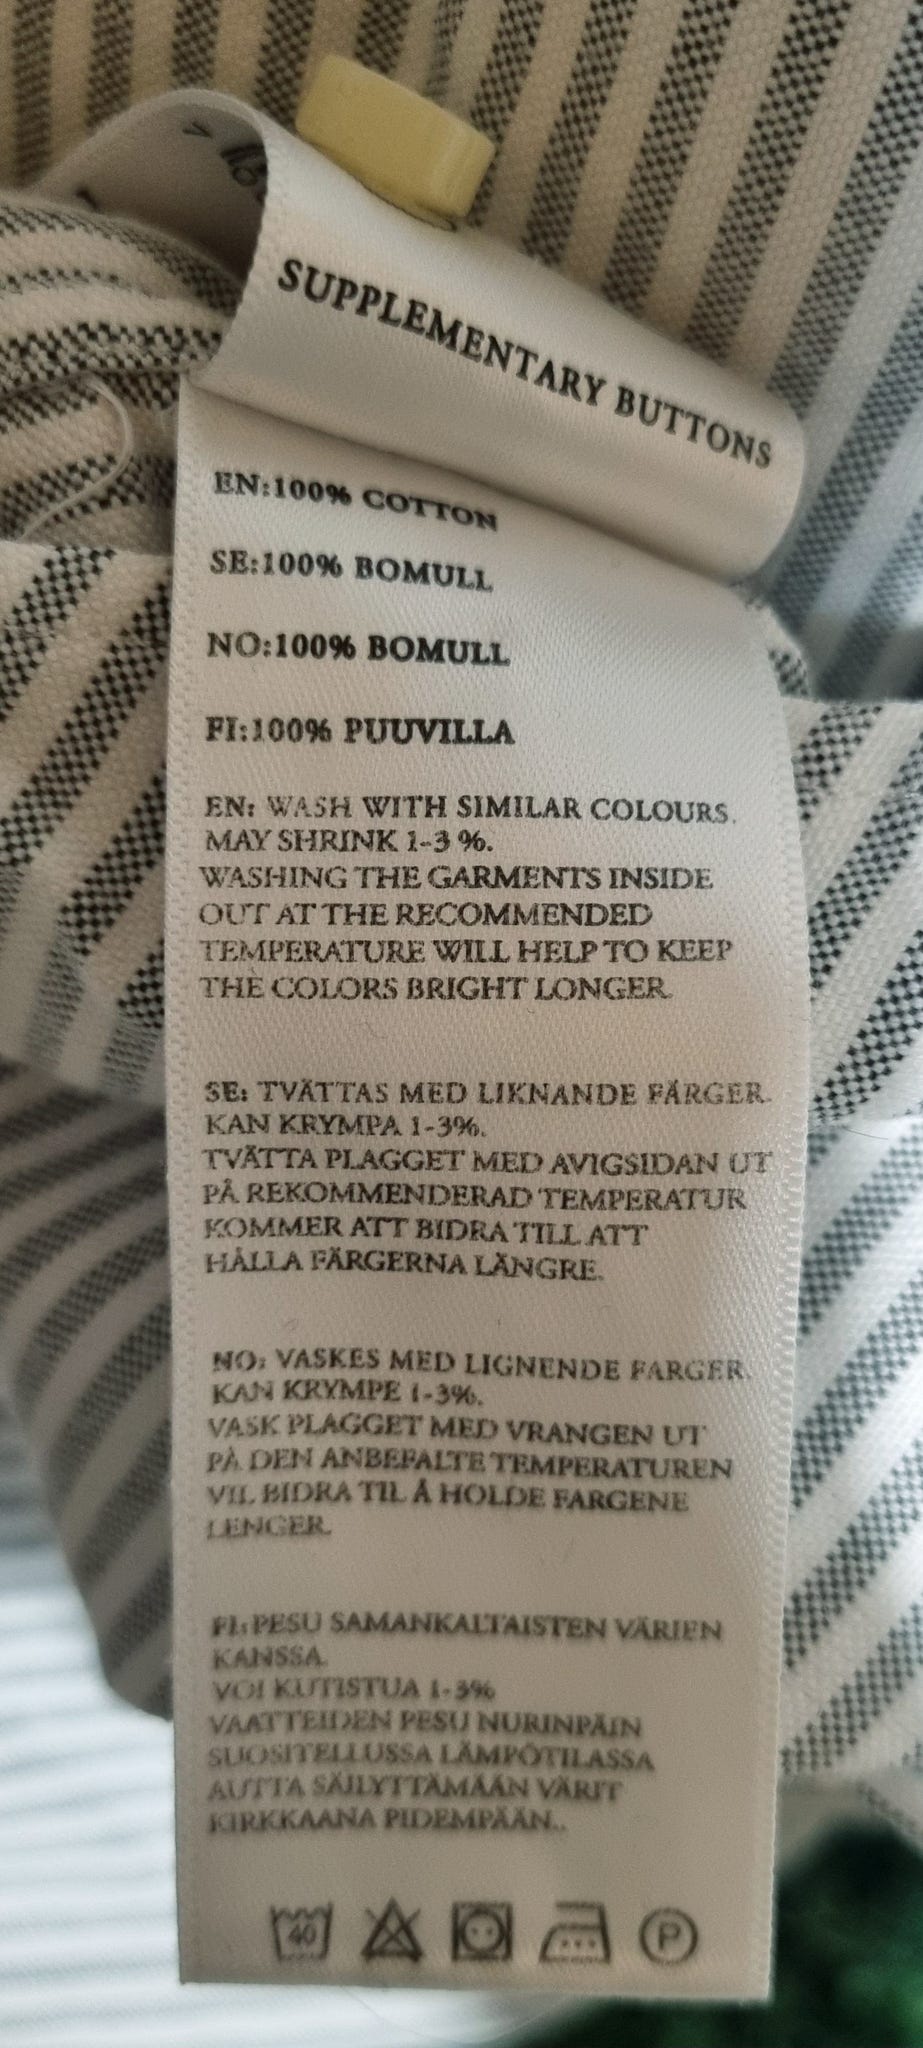 SUPPLEMENTARY BUTTONS
EN:100% COTTON
SE:100% BOMULL
NO:100% BOMULL
FI:100% PUUVILLA
EN: WASH WITH SIMILAR COLOURS.
MAY SHRINK 1-3 %.
WASHING THE GARMENTS INSIDE
OUT AT THE RECOMMENDED
TEMPERATURE WILL HELP TO KEEP
THE COLORS BRIGHT LONGER.
SE: TVÄTTAS MED LIKNANDE FÄRGER.
KAN KRYMPA 1-3%.
TVÄTTA PLAGGET MED AVIGSIDAN UT
PÅ REKOMMENDERAD TEMPERATUR
KOMMER ATT BIDRA TILL ATT
HÅLLA FÄRGERNA LÄNGRE.
NO: VASKES MED LIGNENDE FARGER.
KAN KRYMPE 1-3%.
VASK PLAGGET MED VRANGEN UT
PÅ DEN ANBEFALTE TEMPERATUREN
VIL BIDRA TIL Å HOLDE FARGENE
LENGER.
FI: PESU SAMANKALTAISTEN VÄRIEN
KANSSA.
VOI KUTISTUA 1-3%
VAATTEIDEN PESU NURINPÄIN
SUOSITELLUSSA LÄMPÖTILASSA
AUTTA SÄILYTTÄMÄÄN VÄRIT
KIRKKAANA PIDEMPÄÄN..
40 P